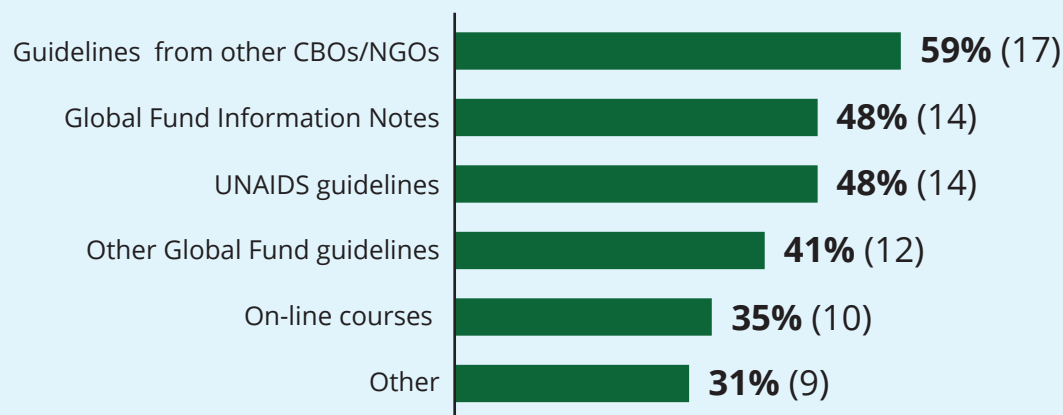 Guidelines  from other CBOs/NGOs 59% (17)
Global Fund Information Notes 48% (14)
UNAIDS guidelines 48% (14)
Other Global Fund guidelines 41% (12)
On-line courses 35% (10)
Other 31% (9)